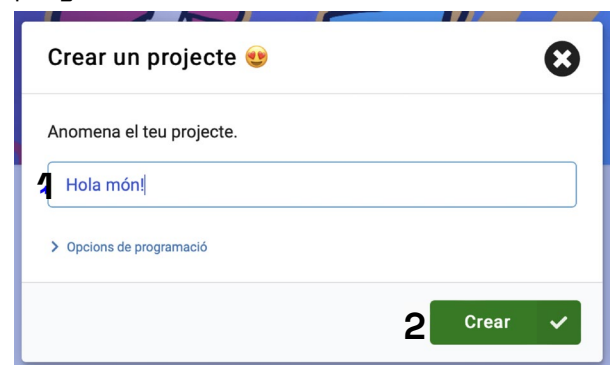 Crear un projecte 😍
Anomena el teu projecte.
1 Hola món!
Opcions de programació
2 Crear